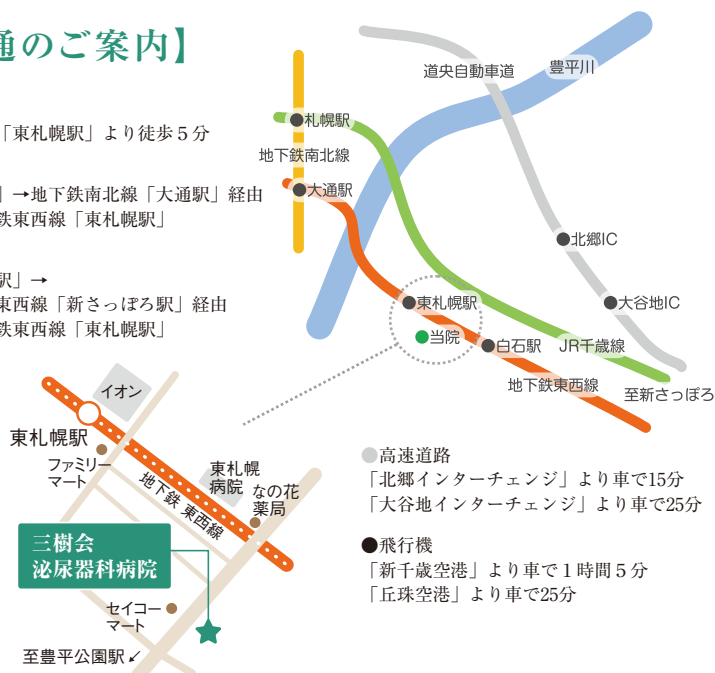 通のご案内】
「東札幌駅」より徒歩５分
」→地下鉄南北線「大通駅」経由
鉄東西線「東札幌駅」
駅」→
東西線「新さっぽろ駅」経由
鉄東西線「東札幌駅」
道央自動車道
豊平川
札幌駅
地下鉄南北線
大通駅
北郷IC
大谷地IC
東札幌駅
当院
白石駅
JR千歳線
地下鉄東西線
至新さっぽろ
イオン
東札幌駅
ファミリー
マート
地下鉄 東西線
東札幌
病院
なの花
薬局
三樹会
泌尿器科病院
セイコー
マート
至豊平公園駅↙
●高速道路
「北郷インターチェンジ」より車で15分
「大谷地インターチェンジ」より車で25分
●飛行機
「新千歳空港」より車で１時間５分
「丘珠空港」より車で25分